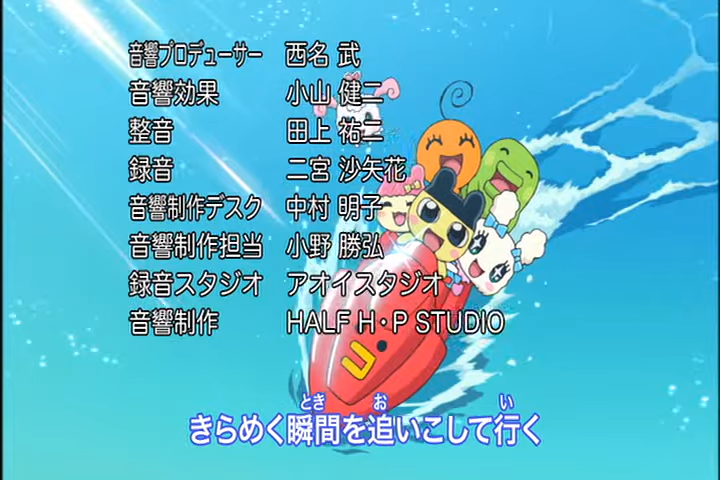 音響プロデューサー 西名 武
音響効果 小山 健二
整音 田上 祐二
録音 二宮 沙矢花
音響制作デスク 中村 明子
音響制作担当 小野 勝弘
録音スタジオ アオイスタジオ
音響制作 HALF H・P STUDIO
とき お い
きらめく瞬間を追いこして行く